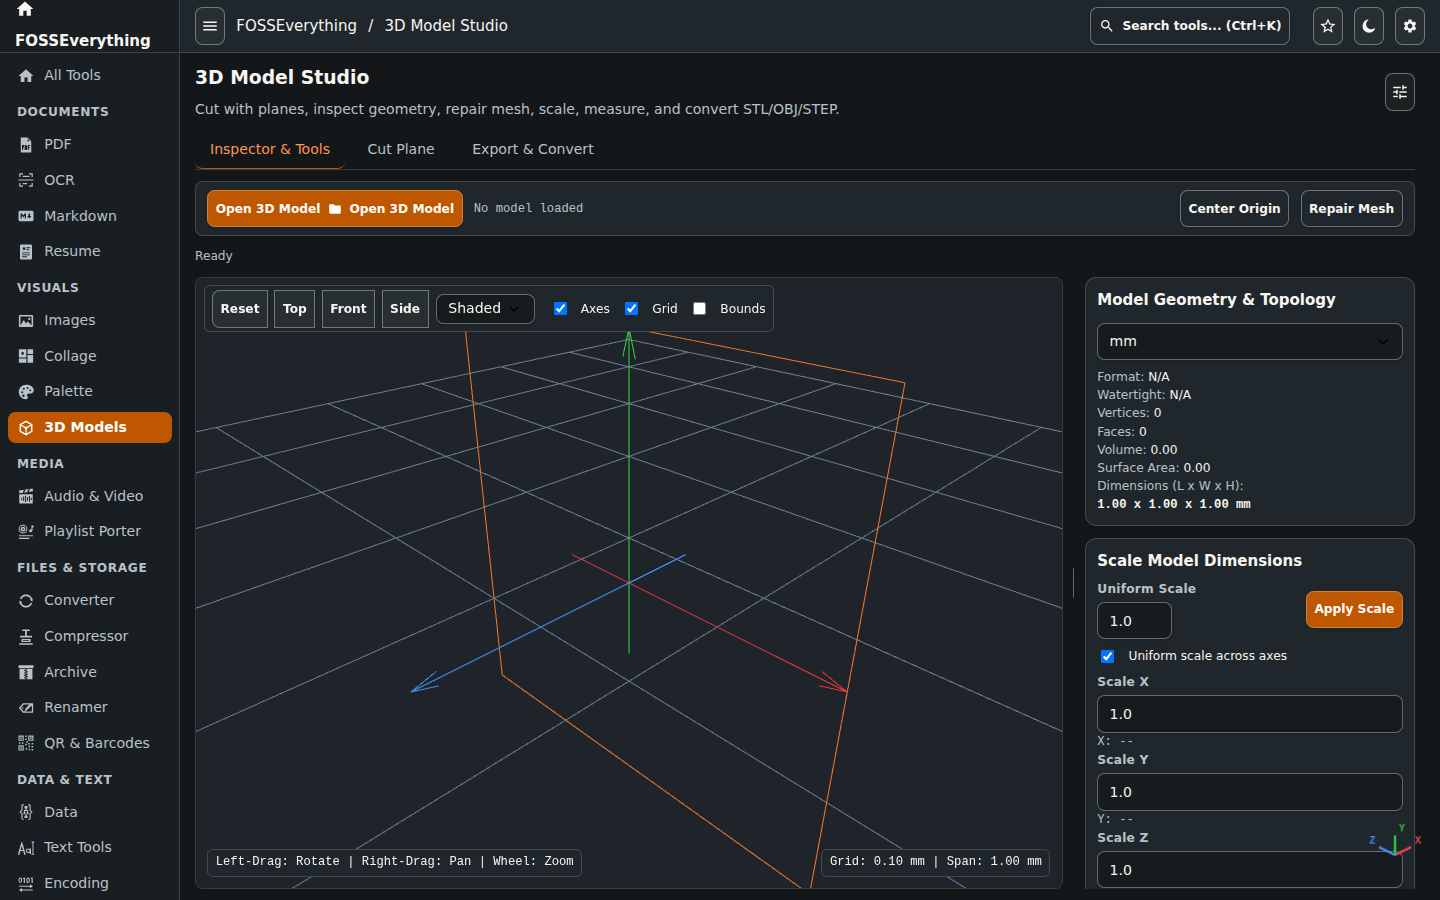 FOSSEverything
All Tools
DOCUMENTS
PDF
OCR
Markdown
Resume
VISUALS
Images
Collage
Palette
3D Models
MEDIA
Audio & Video
Playlist Porter
FILES & STORAGE
Converter
Compressor
Archive
Renamer
QR & Barcodes
DATA & TEXT
Data
Text Tools
Encoding
FOSSEverything / 3D Model Studio
Search tools... (Ctrl+K)
3D Model Studio
Cut with planes, inspect geometry, repair mesh, scale, measure, and convert STL/OBJ/STEP.
Inspector & Tools Cut Plane Export & Convert
Open 3D Model Open 3D Model No model loaded Center Origin Repair Mesh
Ready
Reset Top Front Side Shaded Axes Grid Bounds
Left-Drag: Rotate | Right-Drag: Pan | Wheel: Zoom
Grid: 0.10 mm | Span: 1.00 mm
Model Geometry & Topology
mm
Format: N/A
Watertight: N/A
Vertices: 0
Faces: 0
Volume: 0.00
Surface Area: 0.00
Dimensions (L x W x H):
1.00 x 1.00 x 1.00 mm
Scale Model Dimensions
Uniform Scale
1.0
Apply Scale
Uniform scale across axes
Scale X
1.0
X: --
Scale Y
1.0
Y: --
Scale Z
1.0
Y
Z X